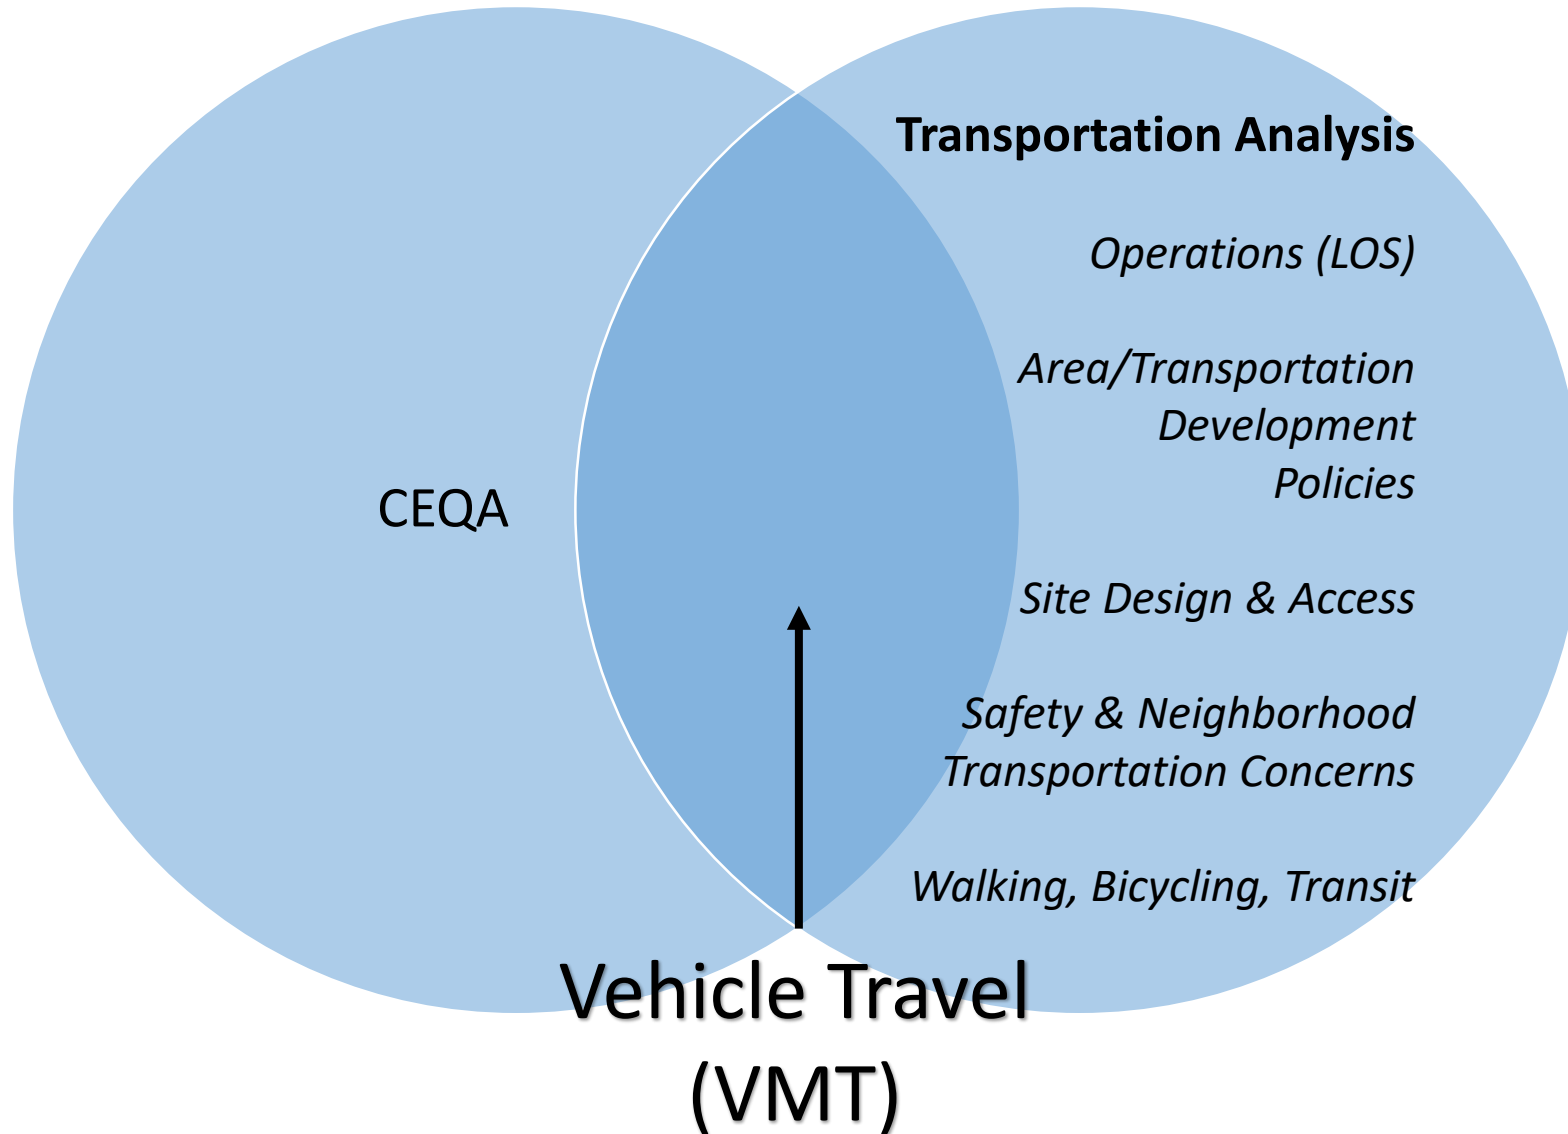 Transportation Analysis
Operations (LOS)
Area/Transportation
Development
Policies
CEQA
Site Design & Access
Safety & Neighborhood
Transportation Concerns
Walking, Bicycling, Transit
Vehicle Travel
(VMT)